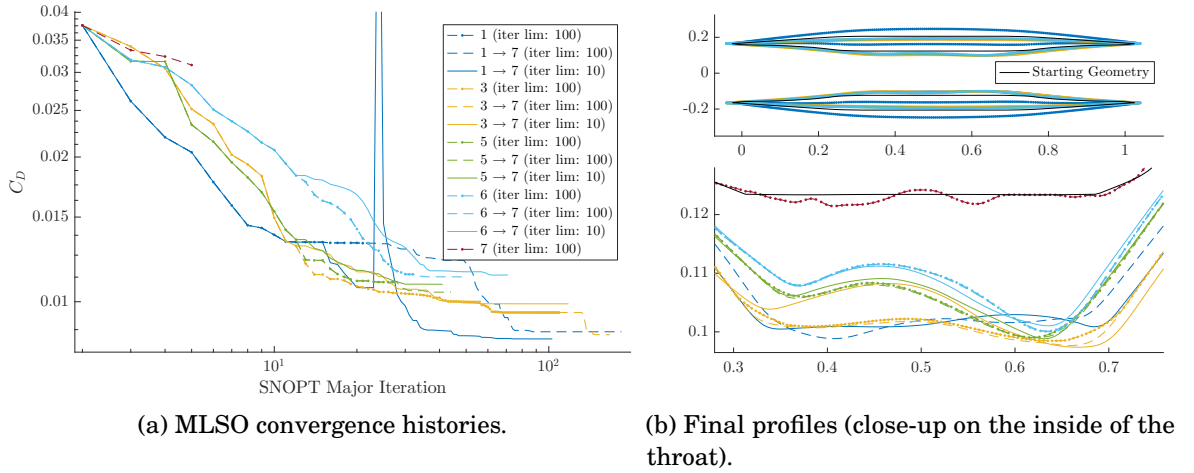 0.04
0.035
0.03
0.025
0.02
0.015
0.01
C_D
10^1
10^2
SNOPT Major Iteration
1 (iter lim: 100)
1 → 7 (iter lim: 100)
1 → 7 (iter lim: 10)
3 (iter lim: 100)
3 → 7 (iter lim: 100)
3 → 7 (iter lim: 10)
5 (iter lim: 100)
5 → 7 (iter lim: 100)
5 → 7 (iter lim: 10)
6 (iter lim: 100)
6 → 7 (iter lim: 100)
6 → 7 (iter lim: 10)
7 (iter lim: 100)
(a) MLSO convergence histories.
0.2
0
-0.2
Starting Geometry
0
0.2
0.4
0.6
0.8
1
0.12
0.11
0.1
0.3
0.4
0.5
0.6
0.7
(b) Final profiles (close-up on the inside of the
throat).